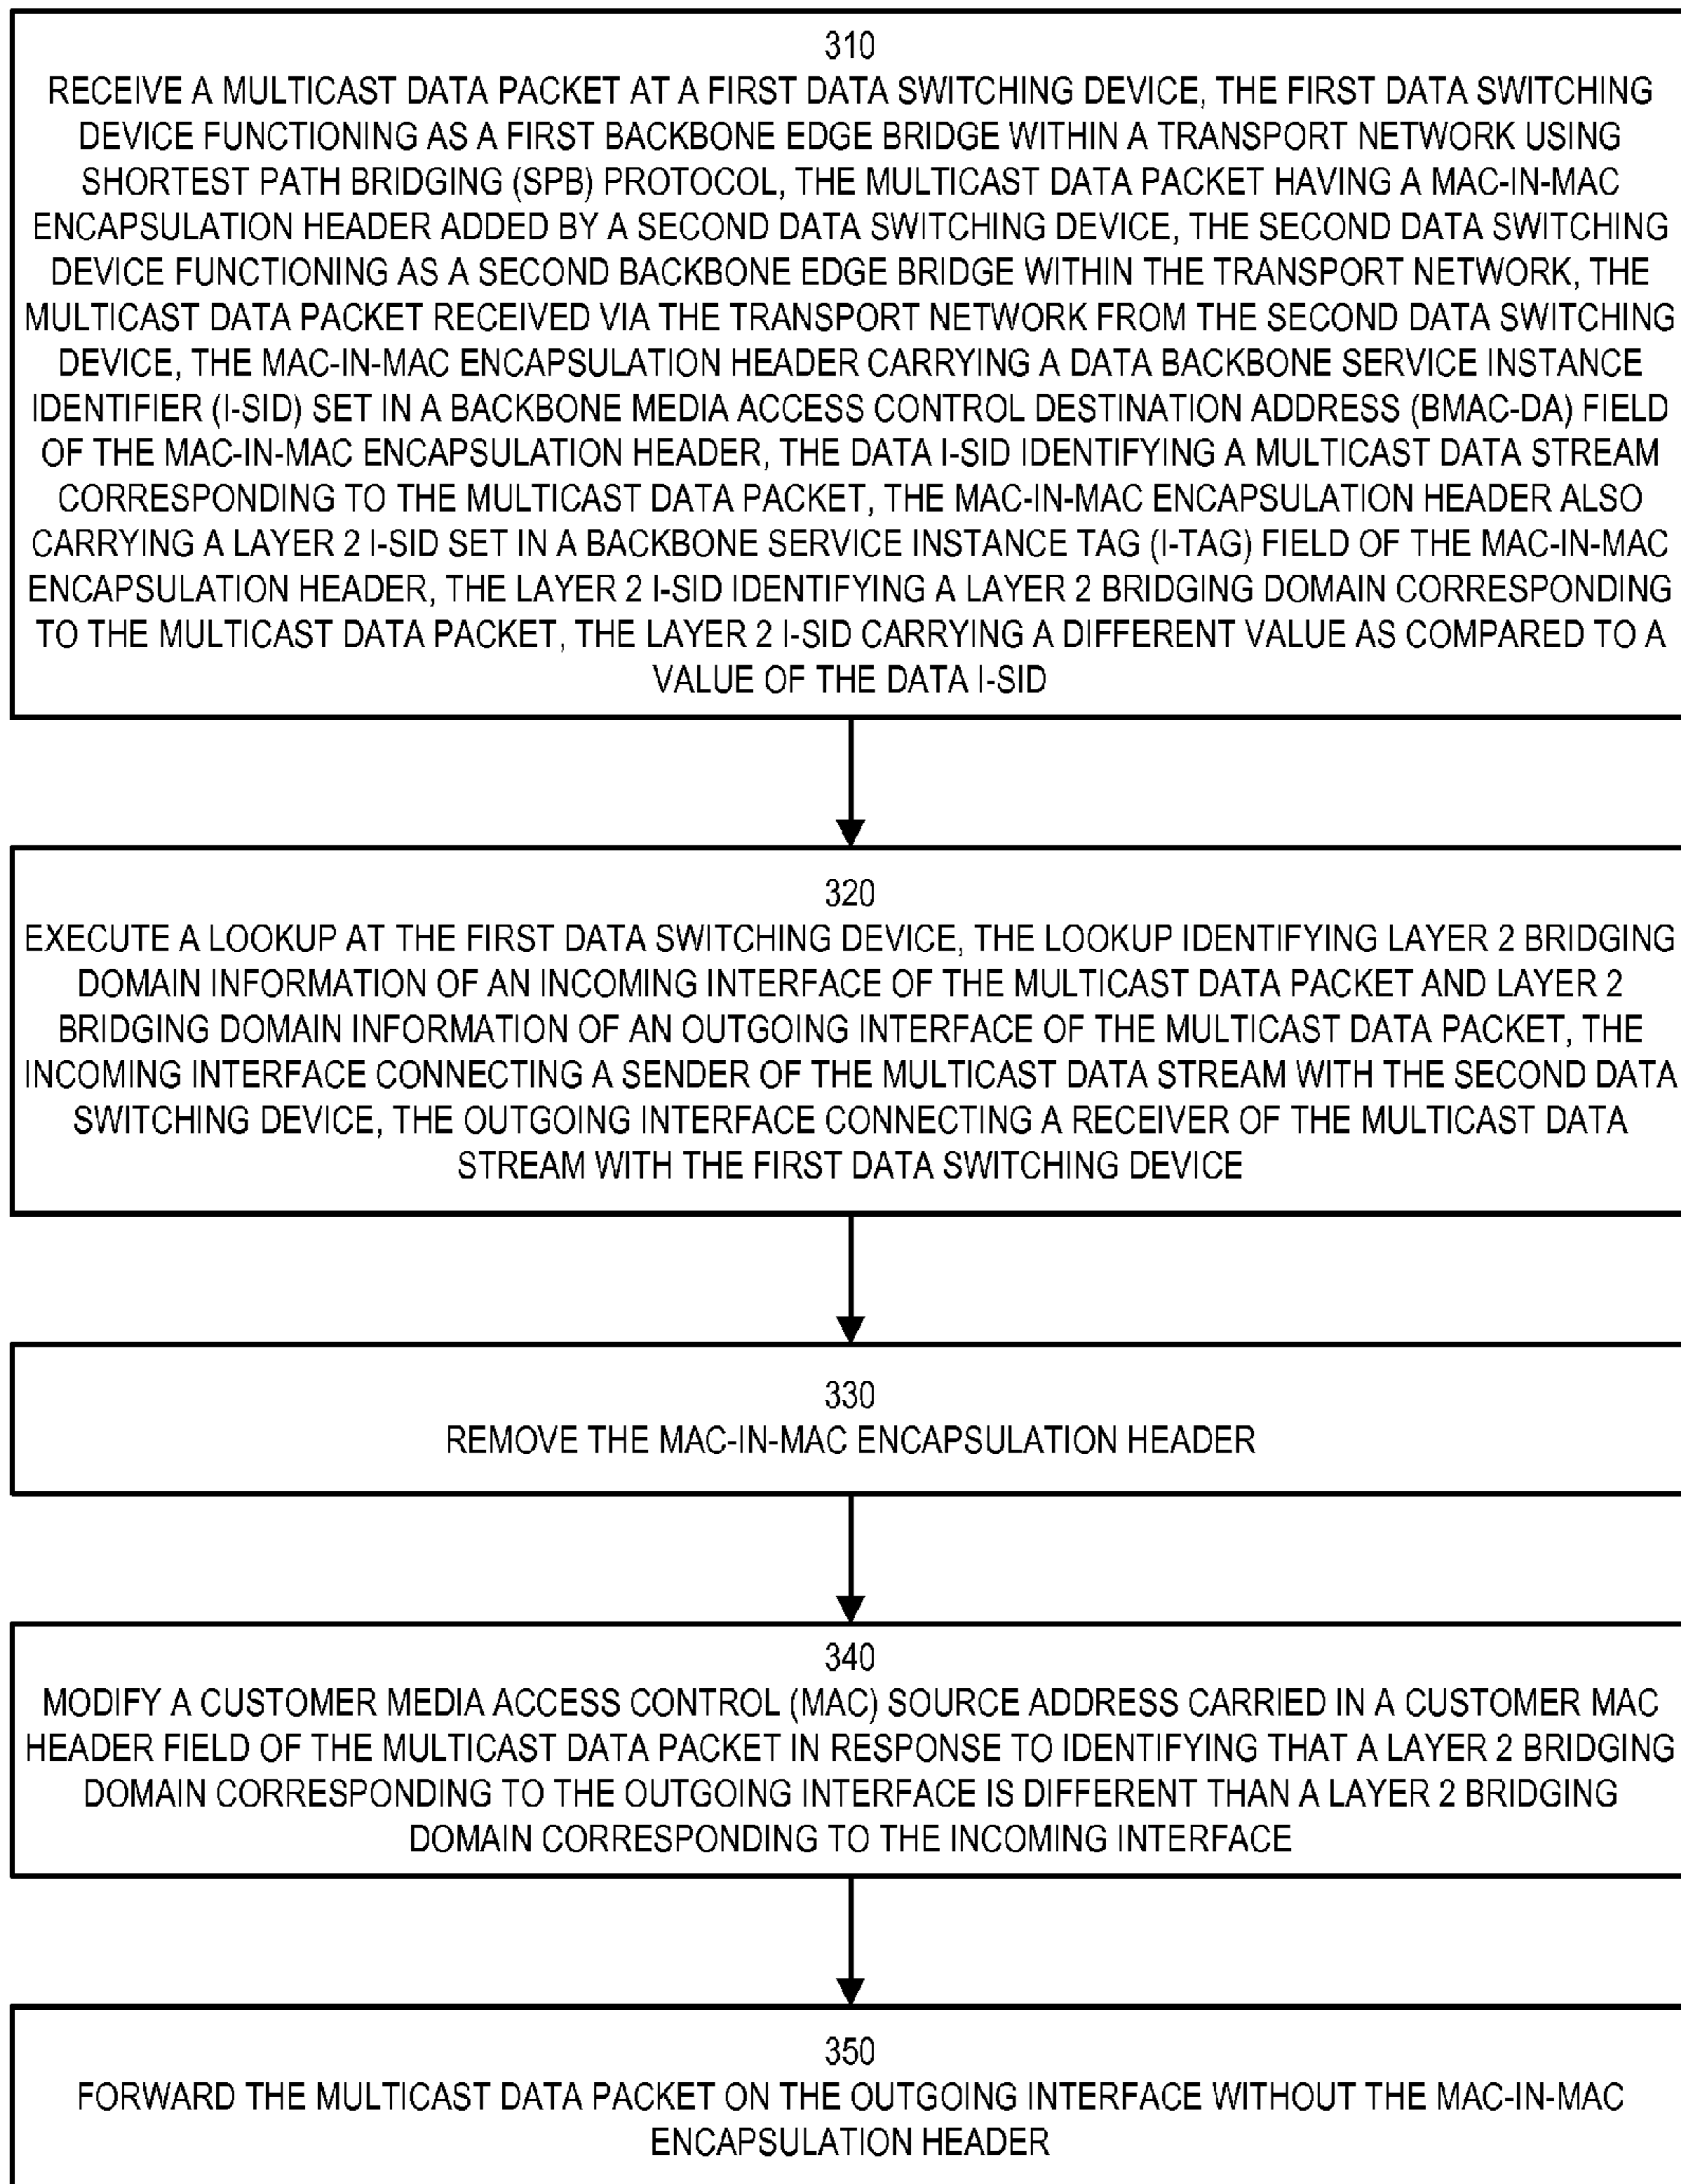 310
RECEIVE A MULTICAST DATA PACKET AT A FIRST DATA SWITCHING DEVICE, THE FIRST DATA SWITCHING
DEVICE FUNCTIONING AS A FIRST BACKBONE EDGE BRIDGE WITHIN A TRANSPORT NETWORK USING
SHORTEST PATH BRIDGING (SPB) PROTOCOL, THE MULTICAST DATA PACKET HAVING A MAC-IN-MAC
ENCAPSULATION HEADER ADDED BY A SECOND DATA SWITCHING DEVICE, THE SECOND DATA SWITCHING
DEVICE FUNCTIONING AS A SECOND BACKBONE EDGE BRIDGE WITHIN THE TRANSPORT NETWORK, THE
MULTICAST DATA PACKET RECEIVED VIA THE TRANSPORT NETWORK FROM THE SECOND DATA SWITCHING
DEVICE, THE MAC-IN-MAC ENCAPSULATION HEADER CARRYING A DATA BACKBONE SERVICE INSTANCE
IDENTIFIER (I-SID) SET IN A BACKBONE MEDIA ACCESS CONTROL DESTINATION ADDRESS (BMAC-DA) FIELD
OF THE MAC-IN-MAC ENCAPSULATION HEADER, THE DATA I-SID IDENTIFYING A MULTICAST DATA STREAM
CORRESPONDING TO THE MULTICAST DATA PACKET, THE MAC-IN-MAC ENCAPSULATION HEADER ALSO
CARRYING A LAYER 2 I-SID SET IN A BACKBONE SERVICE INSTANCE TAG (I-TAG) FIELD OF THE MAC-IN-MAC
ENCAPSULATION HEADER, THE LAYER 2 I-SID IDENTIFYING A LAYER 2 BRIDGING DOMAIN CORRESPONDING
TO THE MULTICAST DATA PACKET, THE LAYER 2 I-SID CARRYING A DIFFERENT VALUE AS COMPARED TO A
VALUE OF THE DATA I-SID
320
EXECUTE A LOOKUP AT THE FIRST DATA SWITCHING DEVICE, THE LOOKUP IDENTIFYING LAYER 2 BRIDGING
DOMAIN INFORMATION OF AN INCOMING INTERFACE OF THE MULTICAST DATA PACKET AND LAYER 2
BRIDGING DOMAIN INFORMATION OF AN OUTGOING INTERFACE OF THE MULTICAST DATA PACKET, THE
INCOMING INTERFACE CONNECTING A SENDER OF THE MULTICAST DATA STREAM WITH THE SECOND DATA
SWITCHING DEVICE, THE OUTGOING INTERFACE CONNECTING A RECEIVER OF THE MULTICAST DATA
STREAM WITH THE FIRST DATA SWITCHING DEVICE
330
REMOVE THE MAC-IN-MAC ENCAPSULATION HEADER
340
MODIFY A CUSTOMER MEDIA ACCESS CONTROL (MAC) SOURCE ADDRESS CARRIED IN A CUSTOMER MAC
HEADER FIELD OF THE MULTICAST DATA PACKET IN RESPONSE TO IDENTIFYING THAT A LAYER 2 BRIDGING
DOMAIN CORRESPONDING TO THE OUTGOING INTERFACE IS DIFFERENT THAN A LAYER 2 BRIDGING
DOMAIN CORRESPONDING TO THE INCOMING INTERFACE
350
FORWARD THE MULTICAST DATA PACKET ON THE OUTGOING INTERFACE WITHOUT THE MAC-IN-MAC
ENCAPSULATION HEADER